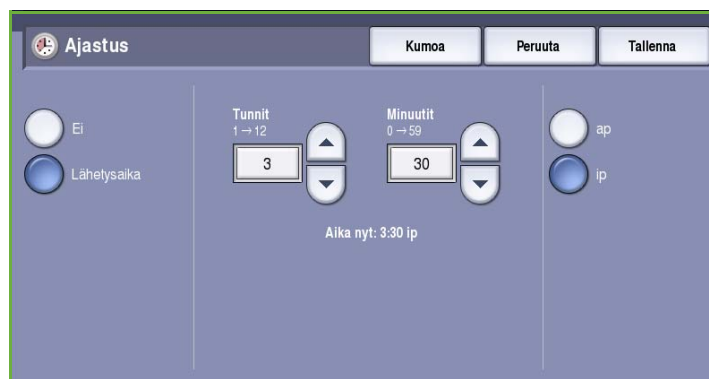 Ajastus
Kumoa
Peruuta
Tallenna
Ei
Lähetysaika
Tunnit
1→12
3
Minuutit
0→59
30
ap
ip
Aika nyt: 3:30 ip